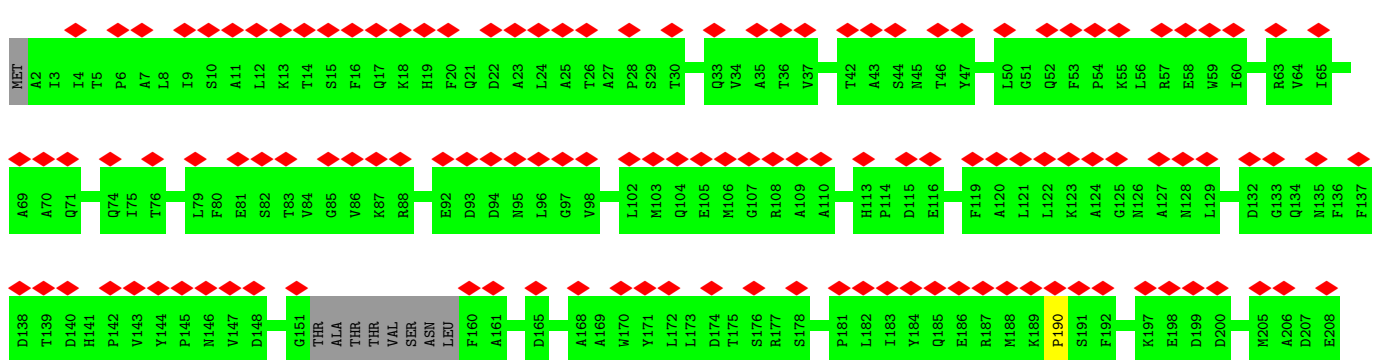 MET A2 I3 I4 T5 P6 A7 L8 I9 S10 A11 L12 K13 T14 S15 F16 Q17 K18 H19 F20 Q21 D22 A23 L24 A25 T26 A27 P28 S29 T30 Q33 V34 A35 T36 V37 T42 A43 S44 N45 T46 Y47 L50 G51 Q52 F53 P54 K55 L56 R57 E58 W59 I60 R63 V64 I65
A69 A70 Q71 Q74 I75 T76 L79 F80 E81 S82 T83 V84 G85 V86 K87 R88 E92 D93 D94 N95 L96 G97 V98 L102 M103 Q104 E105 M106 G107 R108 A109 A110 H113 P114 D115 E116 F119 A120 L121 L122 K123 A124 G125 N126 A127 N128 L129 D132 G133 Q134 N135 F136 F137
D138 T139 D140 H141 P142 V143 Y144 P145 N146 V147 D148 G151 THR ALA THR THR VAL SER ASN LEU F160 A161 D165 A168 A169 W170 Y171 L172 L173 D174 T175 S176 R177 S178 P181 L182 I183 Y184 Q185 E186 R187 M188 K189 P190 S191 F192 K197 E198 D199 D200 M205 A206 D207 E208